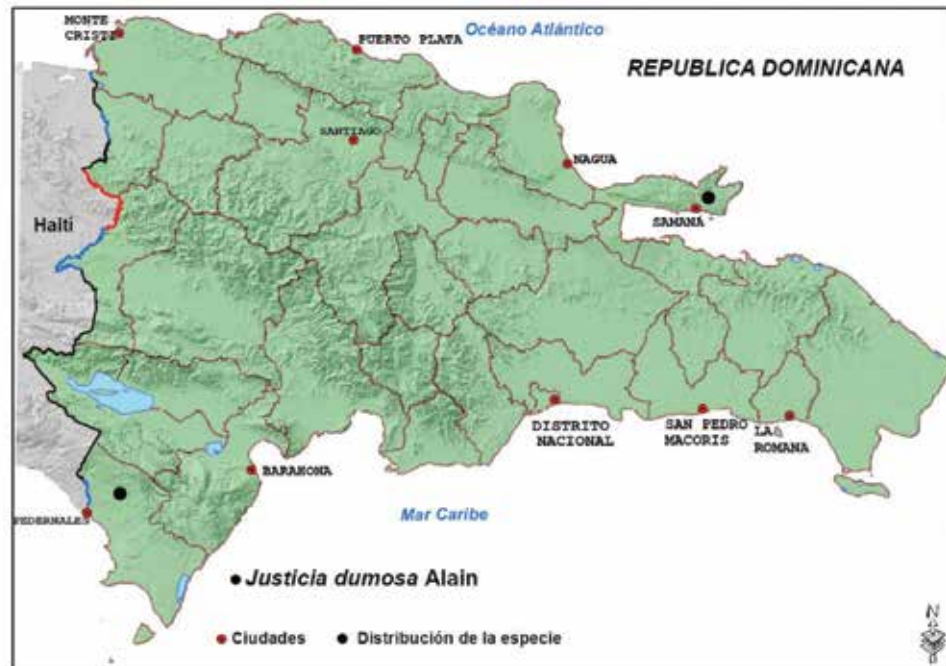 MONTE
CRISTI
PUERTO PLATA
Océano Atlántico
REPUBLICA DOMINICANA
SANTIAGO
NAGUA
SAMANÁ
Haití
DISTRITO
NACIONAL
SAN PEDRO
MACORIS
LA
ROMANA
BARAHONA
PEDERNALES
Mar Caribe
Justicia dumosa Alain
Ciudades
Distribución de la especie
N